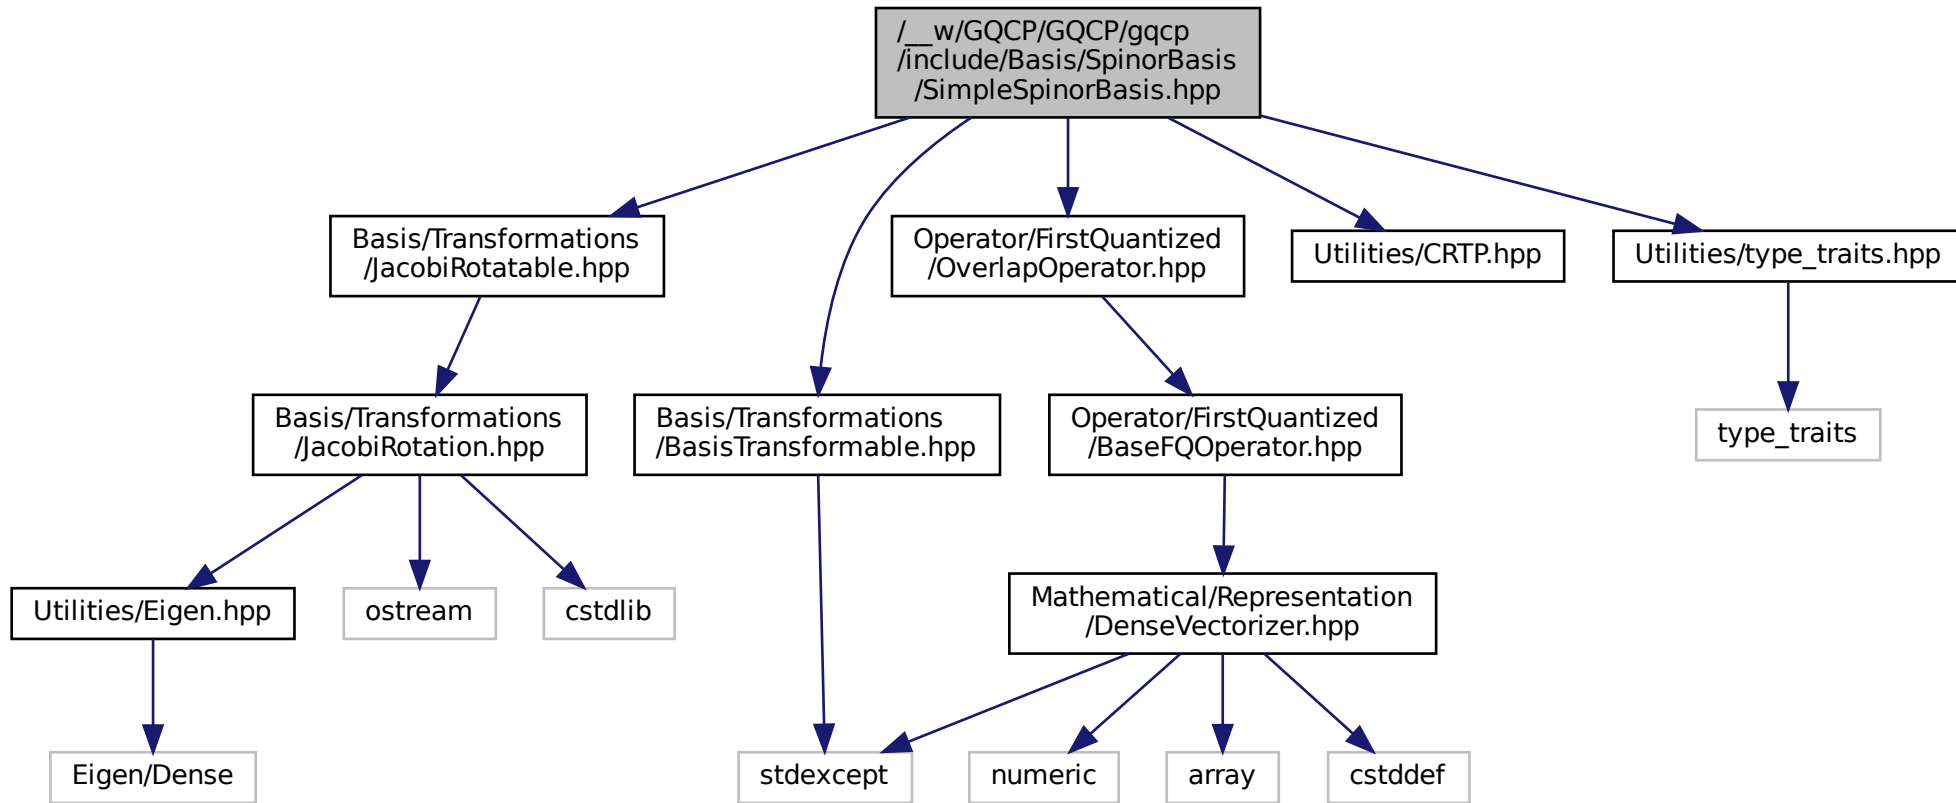 /__w/GQCP/GQCP/gqcp
/include/Basis/SpinorBasis
/SimpleSpinorBasis.hpp
Basis/Transformations
/JacobiRotatable.hpp
Operator/FirstQuantized
/OverlapOperator.hpp
Utilities/CRTP.hpp
Utilities/type_traits.hpp
Basis/Transformations
/JacobiRotation.hpp
Basis/Transformations
/BasisTransformable.hpp
Operator/FirstQuantized
/BaseFQOperator.hpp
type_traits
Utilities/Eigen.hpp
ostream
cstdlib
Mathematical/Representation
/DenseVectorizer.hpp
Eigen/Dense
stdexcept
numeric
array
cstddef